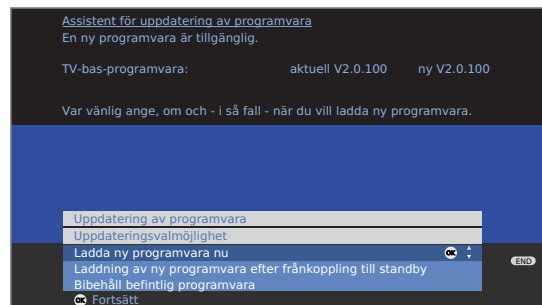 Assistent för uppdatering av programvara
En ny programvara är tillgänglig.
TV-bas-programvara: aktuell V2.0.100 ny V2.0.100
Var vänlig ange, om och - i så fall - när du vill ladda ny programvara.
Uppdatering av programvara
Uppdateringsvalmöjlighet
Ladda ny programvara nu OK
END
Laddning av ny programvara efter frånkoppling till standby
Bibehåll befintlig programvara
OK Fortsätt